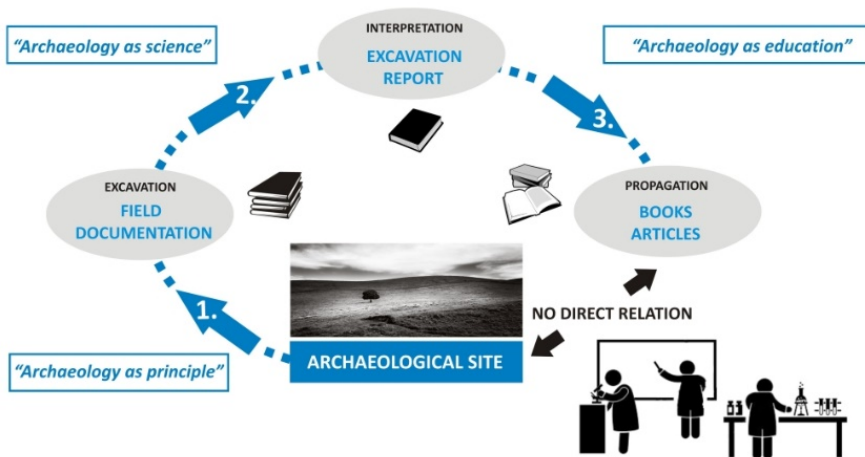 “Archaeology as science”
INTERPRETATION
EXCAVATION
REPORT
“Archaeology as education”
2.
3.
EXCAVATION
FIELD
DOCUMENTATION
PROPAGATION
BOOKS
ARTICLES
1.
NO DIRECT RELATION
“Archaeology as principle”
ARCHAEOLOGICAL SITE